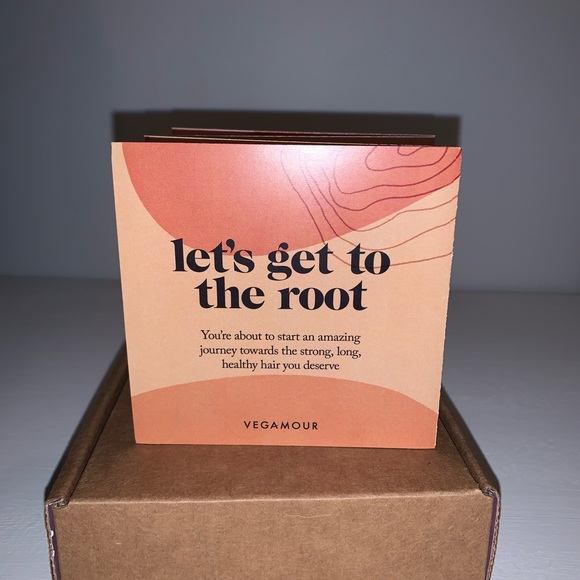 let's get to
the root
You're about to start an amazing
journey towards the strong, long,
healthy hair you deserve
VEGAMOUR